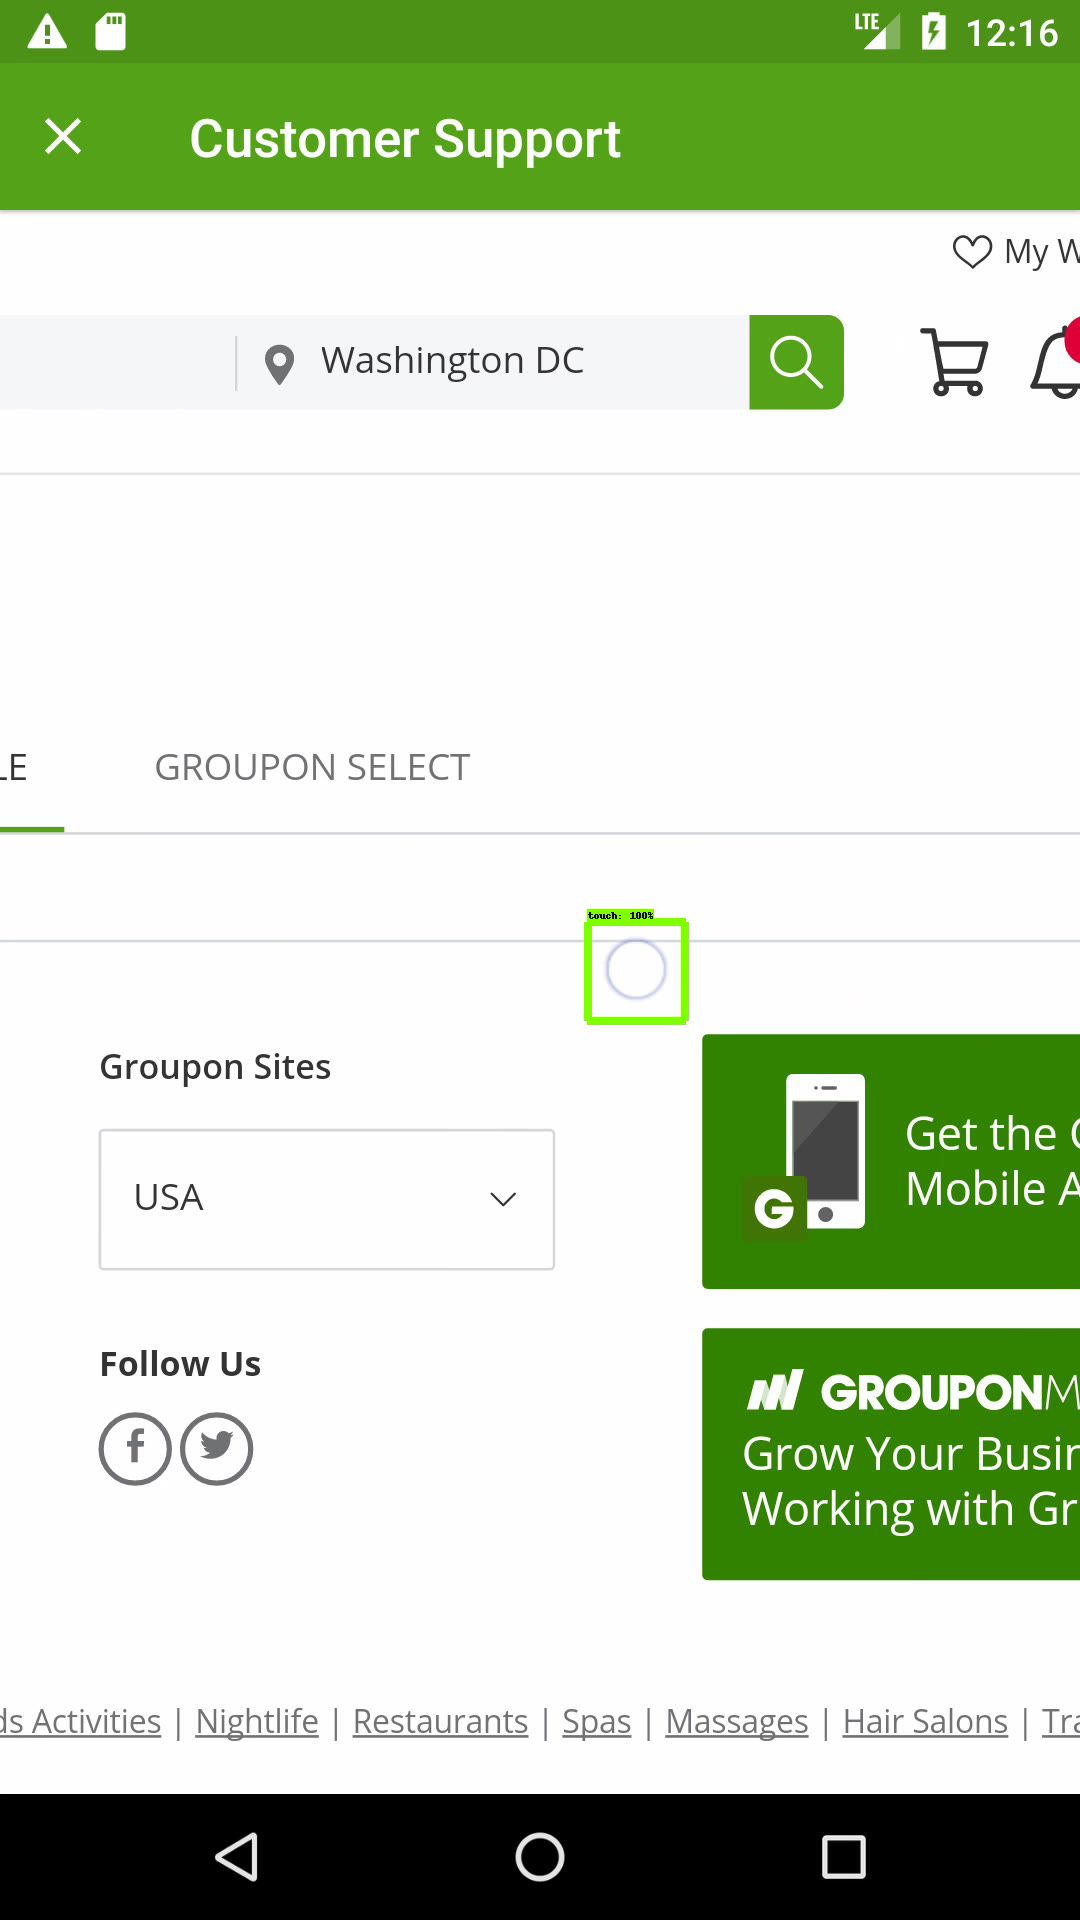 LTE 12:16
Customer Support
My W
Washington DC
LE GROUPON SELECT
touch: 100%
Groupon Sites
Get the
Mobile A
USA
G
Follow Us
GROUPONM
Grow Your Busin
Working with Gr
ds Activities | Nightlife | Restaurants | Spas | Massages | Hair Salons | Tra